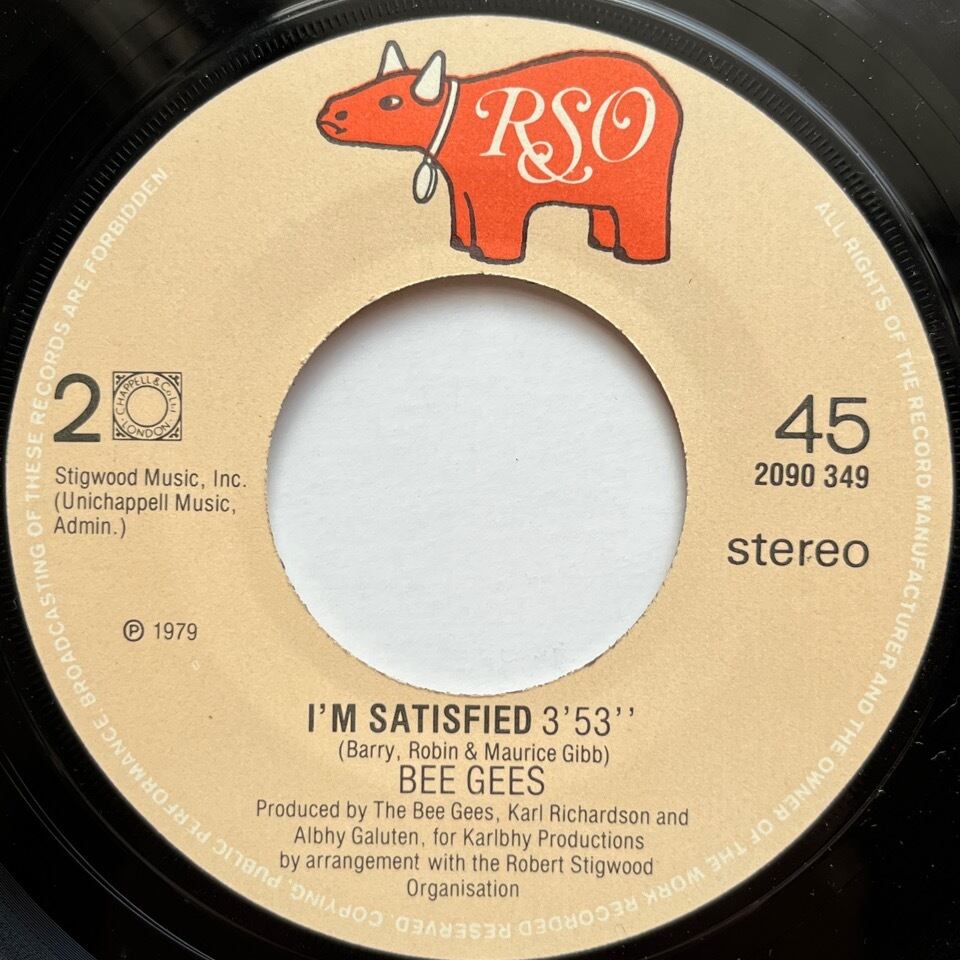 RSO
ALL RIGHTS OF THE RECORD MANUFACTURER AND THE OWNER OF THE WORK RECORDED RESERVED. COPYING, PUBLIC PERFORMANCE, BROADCASTING OF THESE RECORDS ARE FORBIDDEN.
2
CHAPPELL & Co Ltd
LONDON
Stigwood Music, Inc.
(Unichappell Music,
Admin.)
℗ 1979
45
2090 349
stereo
I'M SATISFIED 3'53''
(Barry, Robin & Maurice Gibb)
BEE GEES
Produced by The Bee Gees, Karl Richardson and
Albhy Galuten, for Karlbhy Productions
by arrangement with the Robert Stigwood
Organisation